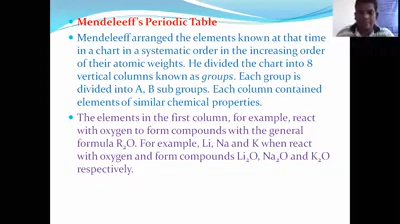 Mendeleeff's Periodic Table
Mendeleeff arranged the elements known at that time
in a chart in a systematic order in the increasing order
of their atomic weights. He divided the chart into 8
vertical columns known as groups. Each group is
divided into A, B sub groups. Each column contained
elements of similar chemical properties.
The elements in the first column, for example, react
with oxygen to form compounds with the general
formula R₂O. For example, Li, Na and K when react
with oxygen and form compounds Li₂O, Na₂O and K₂O
respectively.